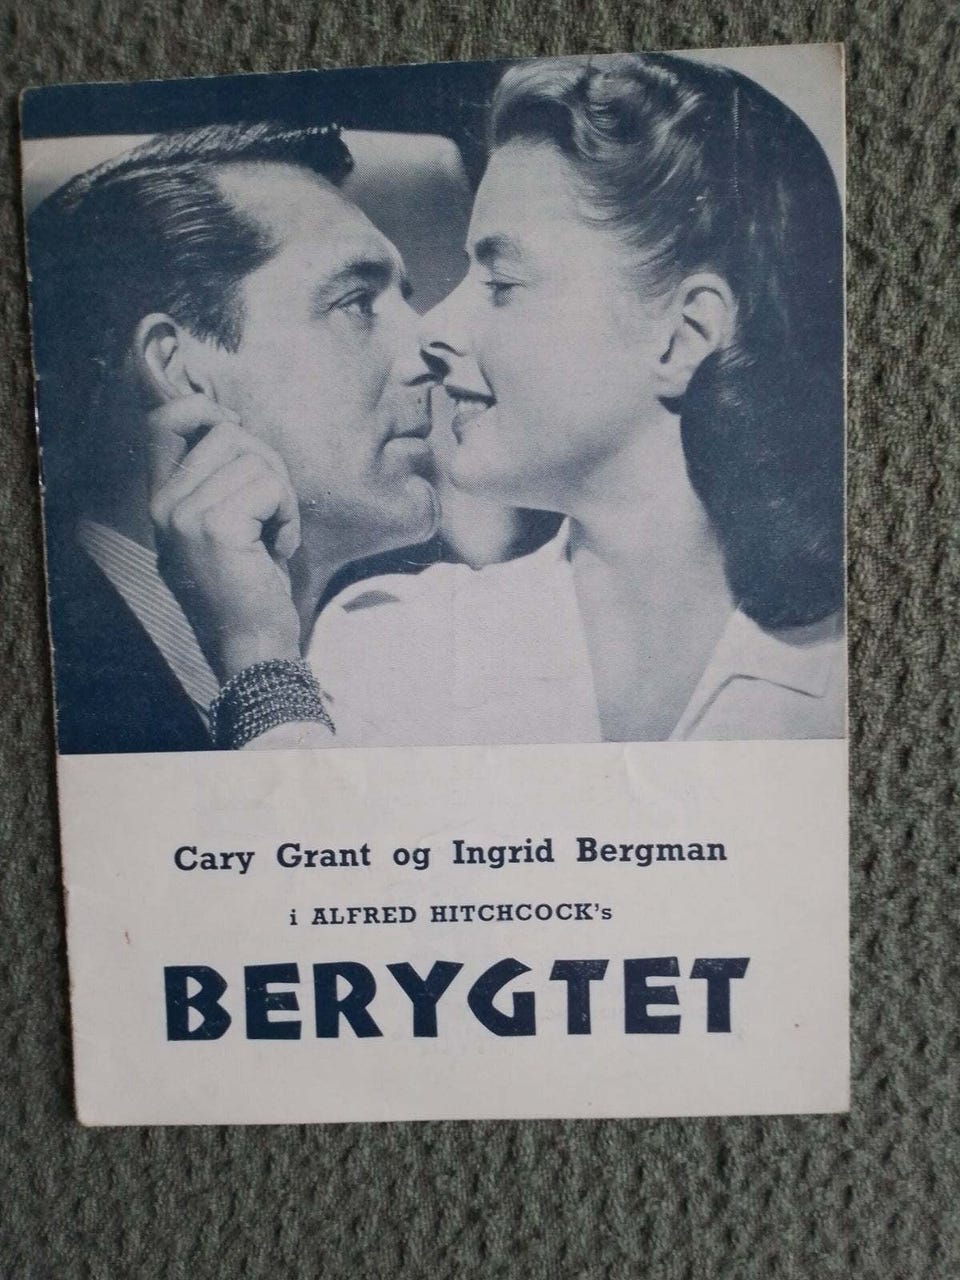 Cary Grant og Ingrid Bergman
i ALFRED HITCHCOCK's
BERYGTET